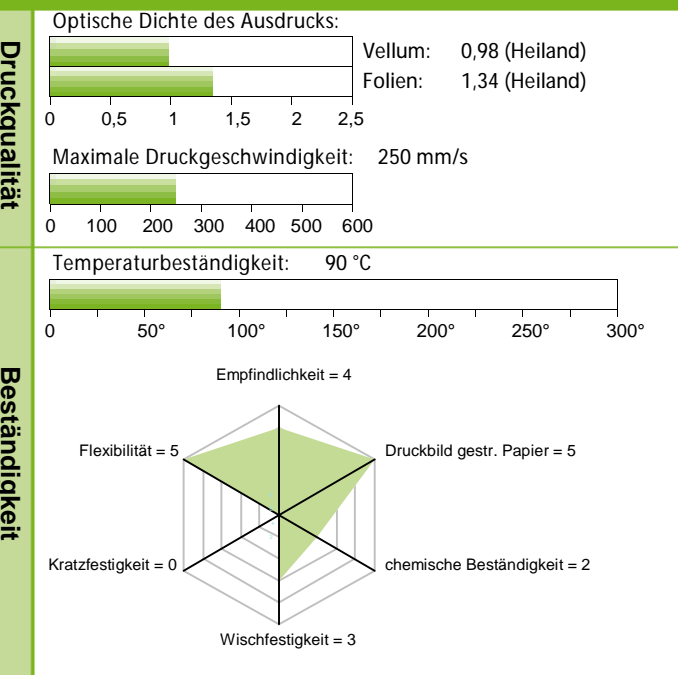 Druckqualität
Optische Dichte des Ausdrucks:
Vellum: 0,98 (Heiland)
Folien: 1,34 (Heiland)
0 0,5 1 1,5 2 2,5
Maximale Druckgeschwindigkeit: 250 mm/s
0 100 200 300 400 500 600
Beständigkeit
Temperaturbeständigkeit: 90 °C
0 50° 100° 150° 200° 250° 300°
Empfindlichkeit = 4
Flexibilität = 5
Druckbild gestr. Papier = 5
Kratzfestigkeit = 0
chemische Beständigkeit = 2
Wischfestigkeit = 3